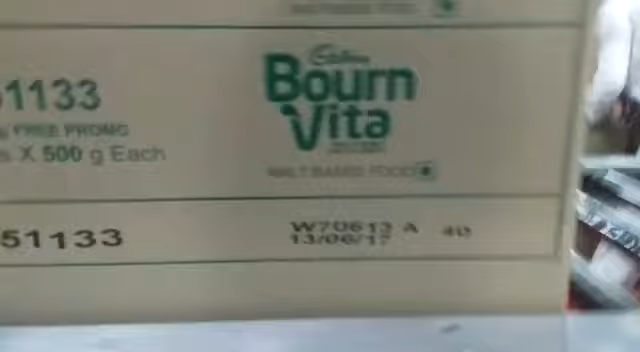 51133
Cadbury
Bourn
Vita
FREE PROMO
s X 500 g Each
MALT BASED FOOD
51133
W70613 A 40
13/06/17